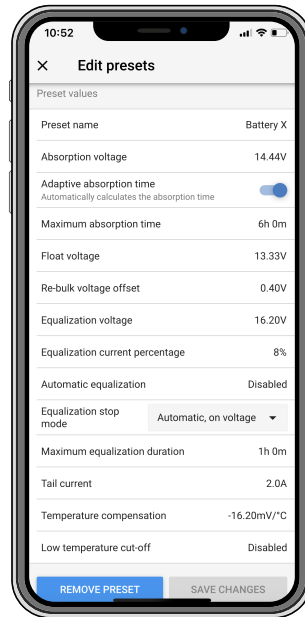 10:52
× Edit presets
Preset values
Preset name Battery X
Absorption voltage 14.44V
Adaptive absorption time
Automatically calculates the absorption time
Maximum absorption time 6h 0m
Float voltage 13.33V
Re-bulk voltage offset 0.40V
Equalization voltage 16.20V
Equalization current percentage 8%
Automatic equalization Disabled
Equalization stop
mode Automatic, on voltage
Maximum equalization duration 1h 0m
Tail current 2.0A
Temperature compensation -16.20mV/°C
Low temperature cut-off Disabled
REMOVE PRESET SAVE CHANGES